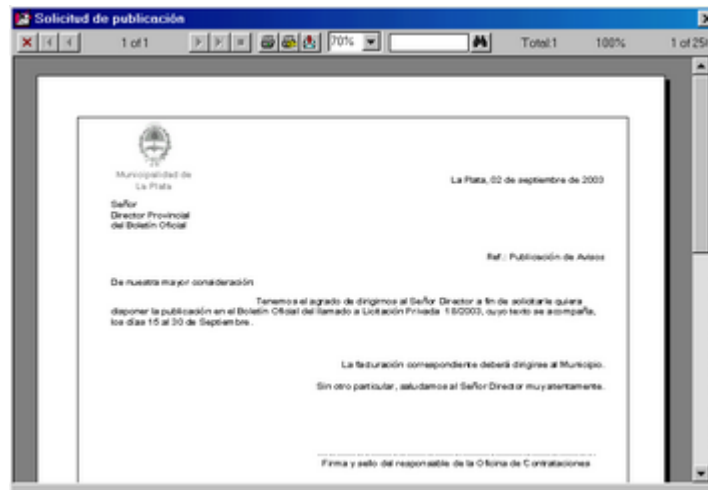 Solicitud de publicación
1 of 1
70%
Total:1
100%
1 of 25
Municipalidad de
La Plata
La Plata, 02 de septiembre de 2003
Señor
Director Provincial
del Boletín Oficial
Ref.: Publicación de Avisos
De nuestra mayor consideración
Tenemos el agrado de dirigirnos al Señor Director a fin de solicitarle quiera
disponer la publicación en el Boletín Oficial del llamado a Licitación Privada 18/2003, cuyo texto se acompaña,
los días 15 al 30 de Septiembre.
La facturación correspondiente deberá dirigirse al Municipio.
Sin otro particular, saludamos al Señor Director muy atentamente.
Firma y sello del responsable de la Oficina de Contrataciones